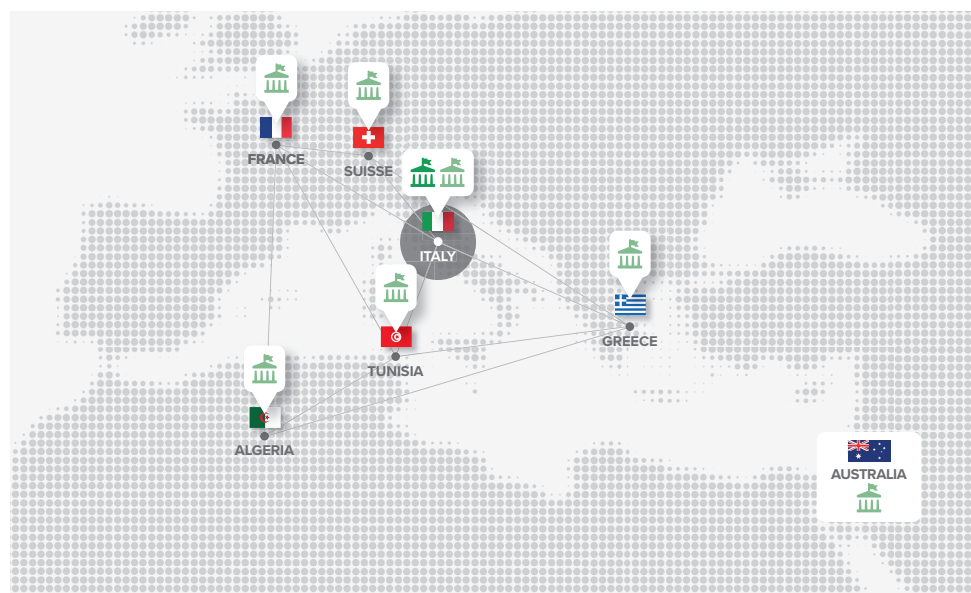 FRANCE
SUISSE
ITALY
GREECE
TUNISIA
ALGERIA
AUSTRALIA